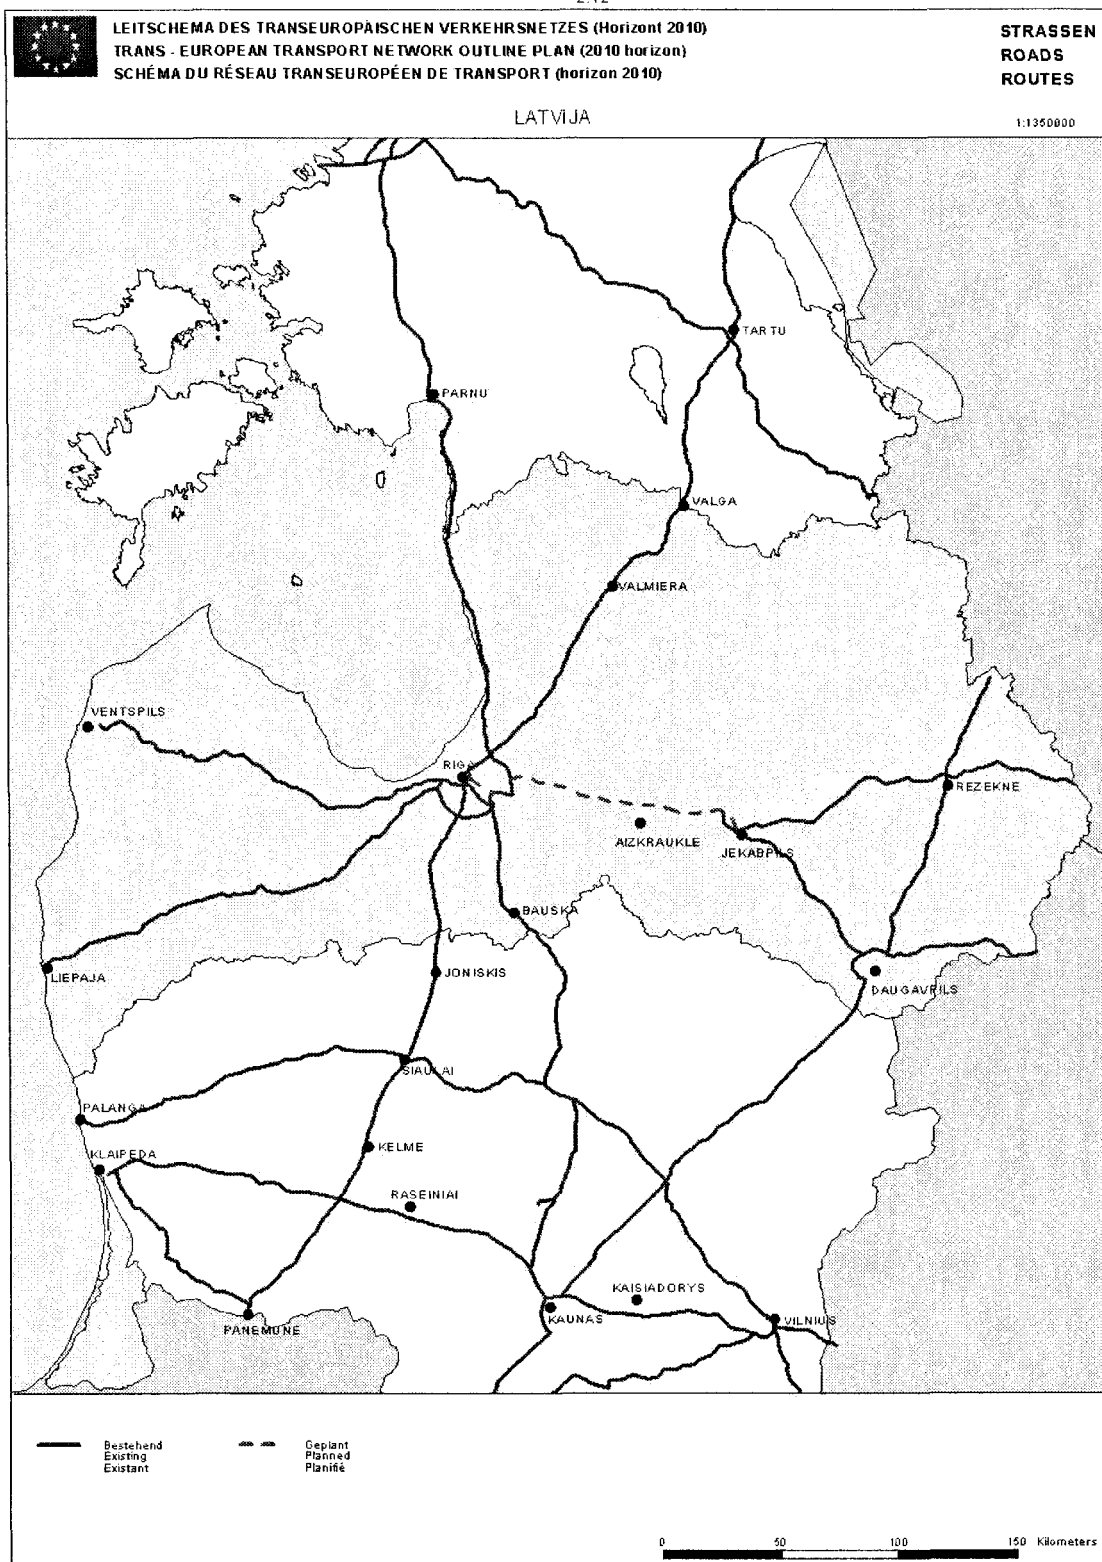 LEITSCHEMA DES TRANSEUROPÄISCHEN VERKEHRSNETZES (Horizont 2010)
TRANS - EUROPEAN TRANSPORT NETWORK OUTLINE PLAN (2010 horizon)
SCHÉMA DU RÉSEAU TRANSEUROPÉEN DE TRANSPORT (horizon 2010)
STRASSEN
ROADS
ROUTES
LATVIJA
1:1350000
TARTU
PARNU
VALGA
VALMIERA
VENTSPILS
RIGA
REZEKNE
AIZKRAUKLE
JEKABPILS
BAUSKA
LIEPAJA
JONISKIS
DAUGAVPILS
SIAULAI
PALANGA
KELME
KLAIPEDA
RASEINIAI
KAISIADORYS
KAUNAS
VILNIUS
PANEMUNE
Bestehend
Existing
Existant
Geplant
Planned
Planifié
0 50 100 150 Kilometers